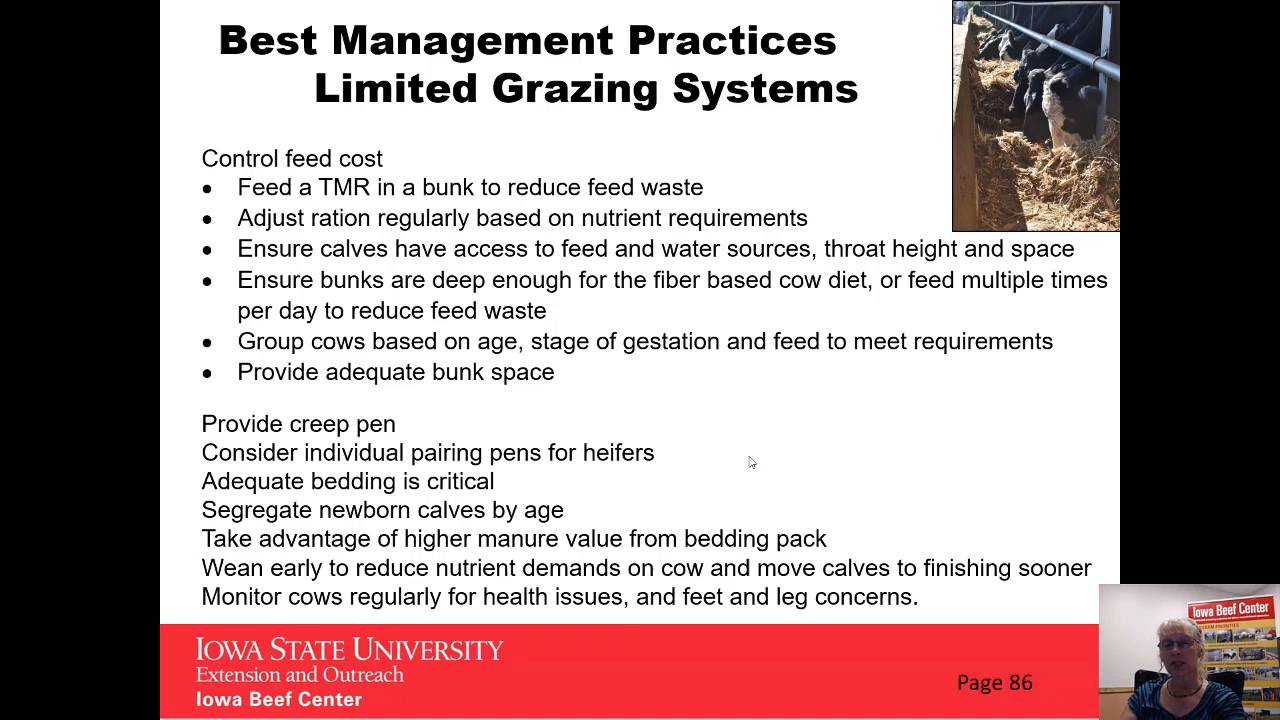 Best Management Practices
Limited Grazing Systems
Control feed cost
• Feed a TMR in a bunk to reduce feed waste
• Adjust ration regularly based on nutrient requirements
• Ensure calves have access to feed and water sources, throat height and space
• Ensure bunks are deep enough for the fiber based cow diet, or feed multiple times
per day to reduce feed waste
• Group cows based on age, stage of gestation and feed to meet requirements
• Provide adequate bunk space
Provide creep pen
Consider individual pairing pens for heifers
Adequate bedding is critical
Segregate newborn calves by age
Take advantage of higher manure value from bedding pack
Wean early to reduce nutrient demands on cow and move calves to finishing sooner
Monitor cows regularly for health issues, and feet and leg concerns.
IOWA STATE UNIVERSITY
Extension and Outreach
Iowa Beef Center
Page 86
Iowa Beef Center
PROGRAM PRIORITIES